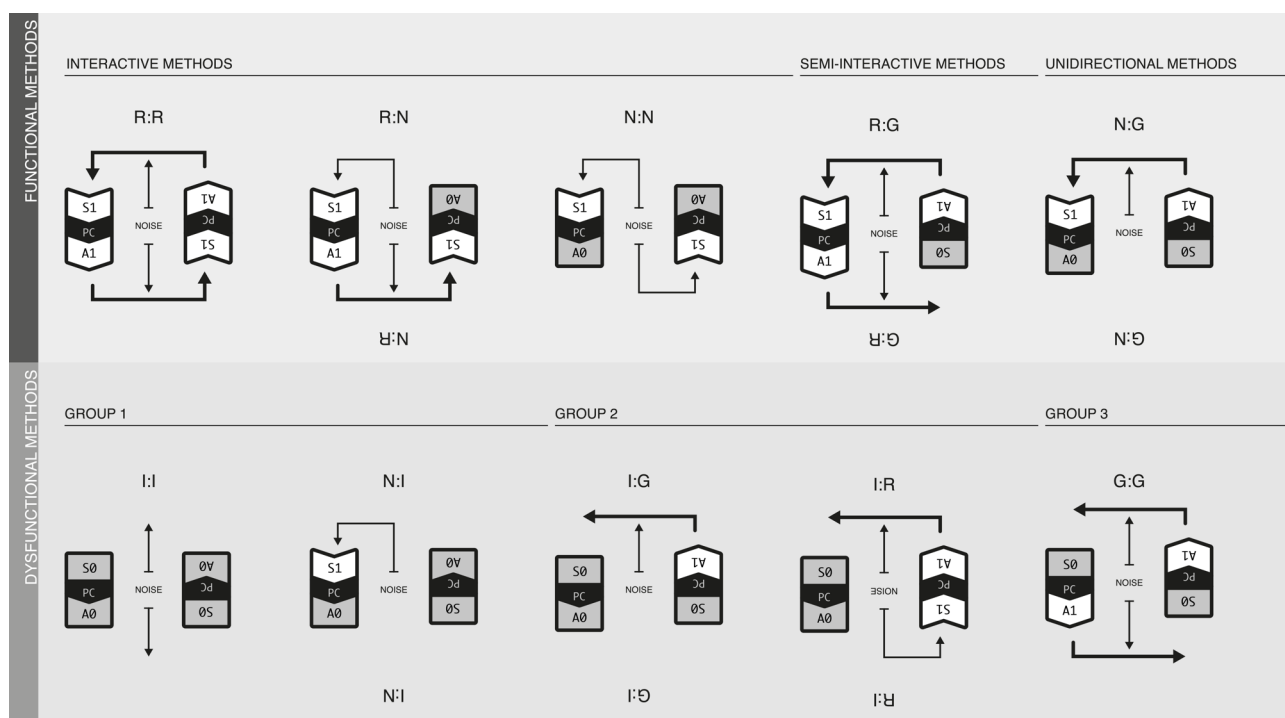 FUNCTIONAL METHODS
INTERACTIVE METHODS
SEMI-INTERACTIVE METHODS
UNIDIRECTIONAL METHODS
R:R
R:N
N:N
R:G
N:G
S1
PC
A1
NOISE
A1
PC
S1
S1
PC
A1
NOISE
A0
PC
S1
S1
PC
A0
NOISE
A0
PC
S1
S1
PC
A1
NOISE
A1
PC
S0
S1
PC
A0
NOISE
A1
PC
S0
N:R
G:R
G:N
DYSFUNCTIONAL METHODS
GROUP 1
GROUP 2
GROUP 3
I:I
N:I
I:G
I:R
G:G
S0
PC
A0
NOISE
A0
PC
S0
S1
PC
A0
NOISE
A0
PC
S0
S0
PC
A0
NOISE
A1
PC
S0
S0
PC
A0
NOISE
A1
PC
S1
S0
PC
A1
NOISE
A1
PC
S0
I:N
G:I
R:I